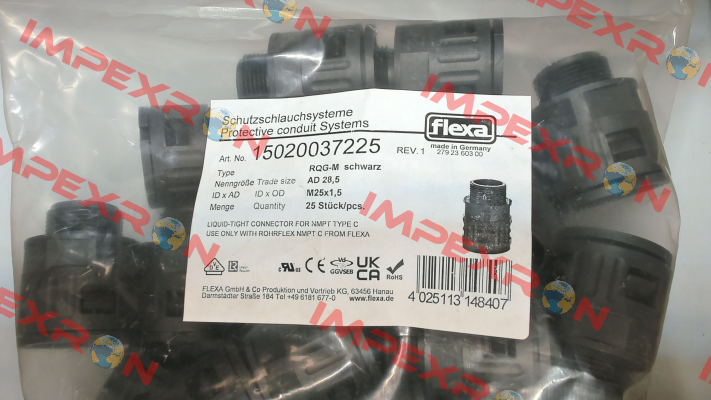 Schutzschlauchsysteme
Protective conduit Systems
flexa
made in Germany
279 23 603 00
Art. No. 15020037225 REV. 1
Type RQG-M schwarz
Nenngröße Trade size AD 28,5
ID x AD ID x OD M25x1,5
Menge Quantity 25 Stück/pcs.
LIQUID-TIGHT CONNECTOR FOR NMPT TYPE C
USE ONLY WITH ROHRFLEX NMPT C FROM FLEXA
GGVSEB
UK
CA
RoHS
FLEXA GmbH & Co Produktion und Vertrieb KG, 63456 Hanau
Darmstädter Straße 184 Tel +49 6181 677-0 www.flexa.de
4 025113 148407
IMPEXRON
IMPEXRON
IMPEXRON
IMPEXRON
IMPEXRON
IMPEXRON